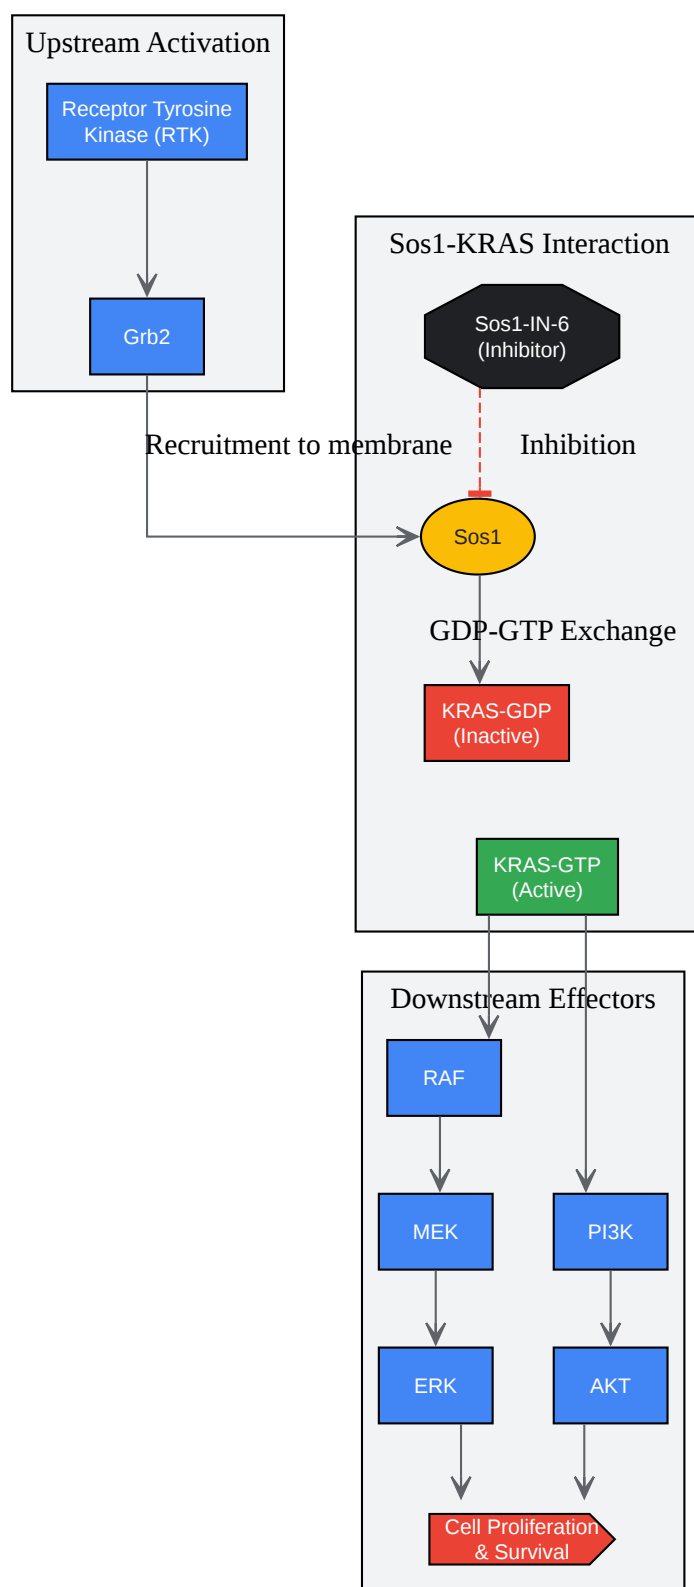 Upstream Activation
Receptor Tyrosine
Kinase (RTK)
Grb2
Sos1-KRAS Interaction
Sos1-IN-6
(Inhibitor)
Recruitment to membrane
Inhibition
Sos1
GDP-GTP Exchange
KRAS-GDP
(Inactive)
KRAS-GTP
(Active)
Downstream Effectors
RAF
MEK
PI3K
ERK
AKT
Cell Proliferation
& Survival